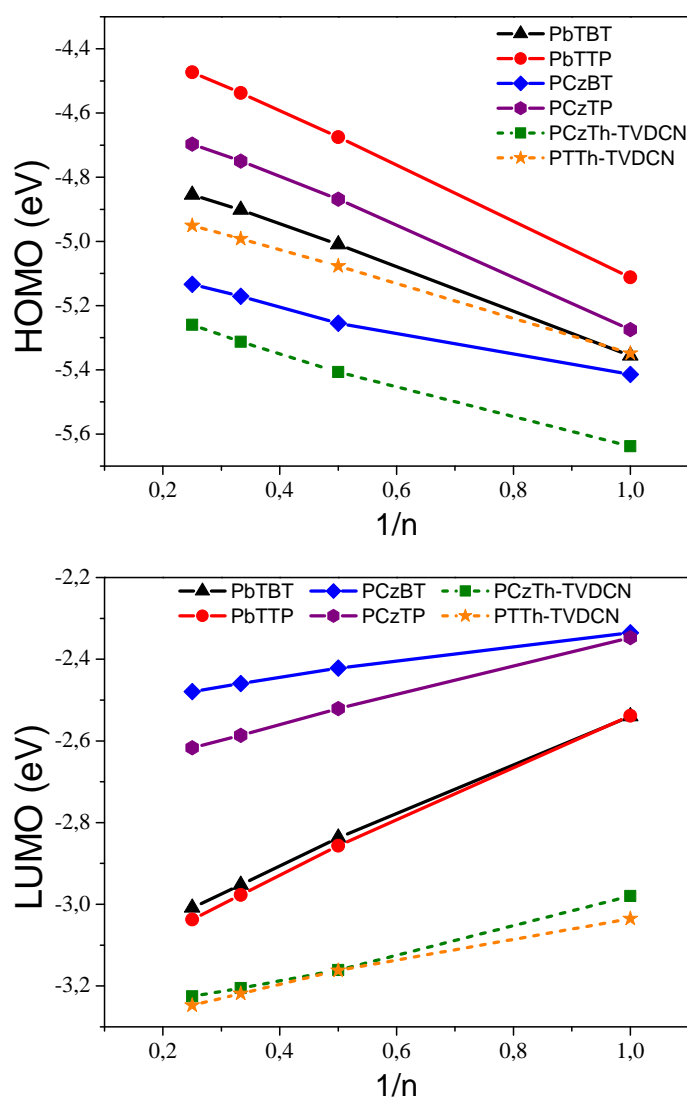 -4,4
-4,6
-4,8
-5,0
-5,2
-5,4
-5,6
HOMO (eV)
PbTBT
PbTTP
PCzBT
PCzTP
PCzTh-TVDCN
PTTh-TVDCN
0,2 0,4 0,6 0,8 1,0
1/n
-2,2
-2,4
-2,6
-2,8
-3,0
-3,2
LUMO (eV)
PbTBT PCzBT PCzTh-TVDCN
PbTTP PCzTP PTTh-TVDCN
0,2 0,4 0,6 0,8 1,0
1/n